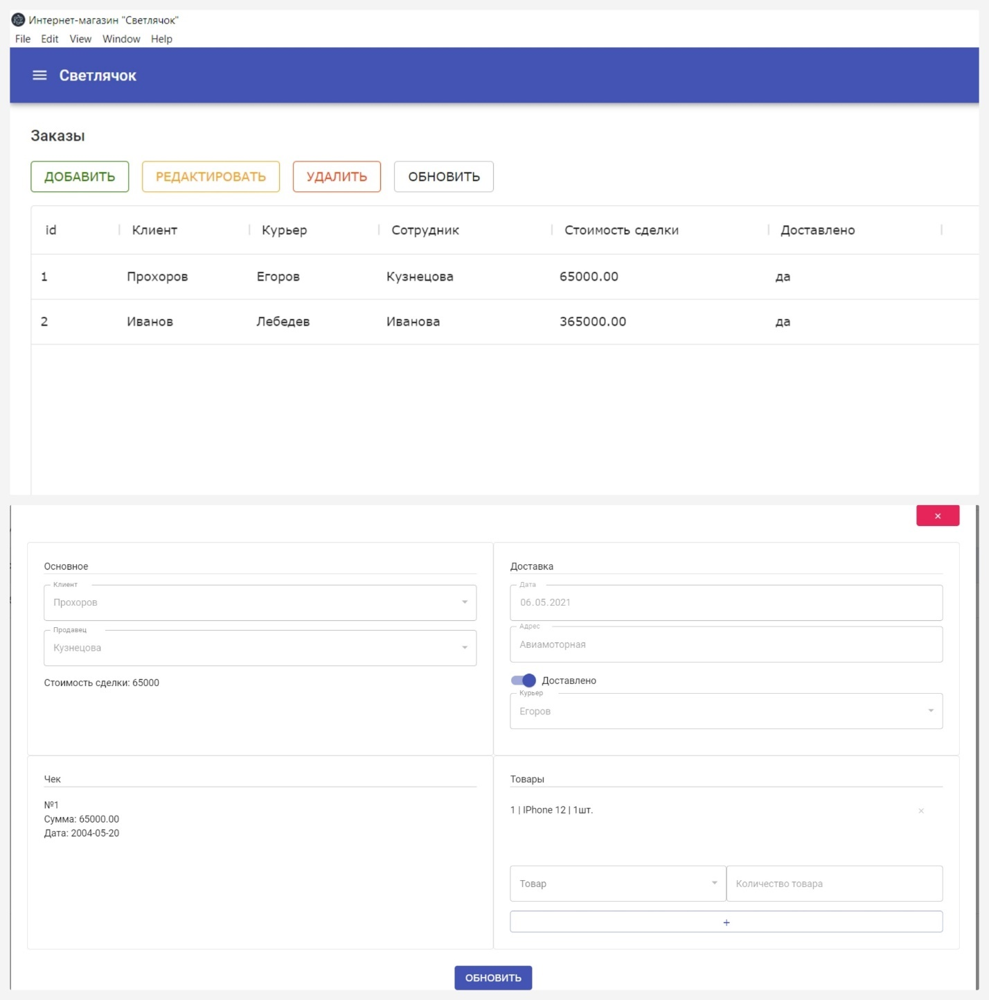 Интернет-магазин "Светлячок"
File Edit View Window Help
Светлячок
Заказы
ДОБАВИТЬ РЕДАКТИРОВАТЬ УДАЛИТЬ ОБНОВИТЬ
id Клиент Курьер Сотрудник Стоимость сделки Доставлено
1 Прохоров Егоров Кузнецова 65000.00 да
2 Иванов Лебедев Иванова 365000.00 да
×
Основное
Клиент
Прохоров
Продавец
Кузнецова
Стоимость сделки: 65000
Доставка
Дата
06.05.2021
Адрес
Авиамоторная
Доставлено
Курьер
Егоров
Чек
№1
Сумма: 65000.00
Дата: 2004-05-20
Товары
1 | IPhone 12 | 1шт. ×
Товар Количество товара
+
ОБНОВИТЬ